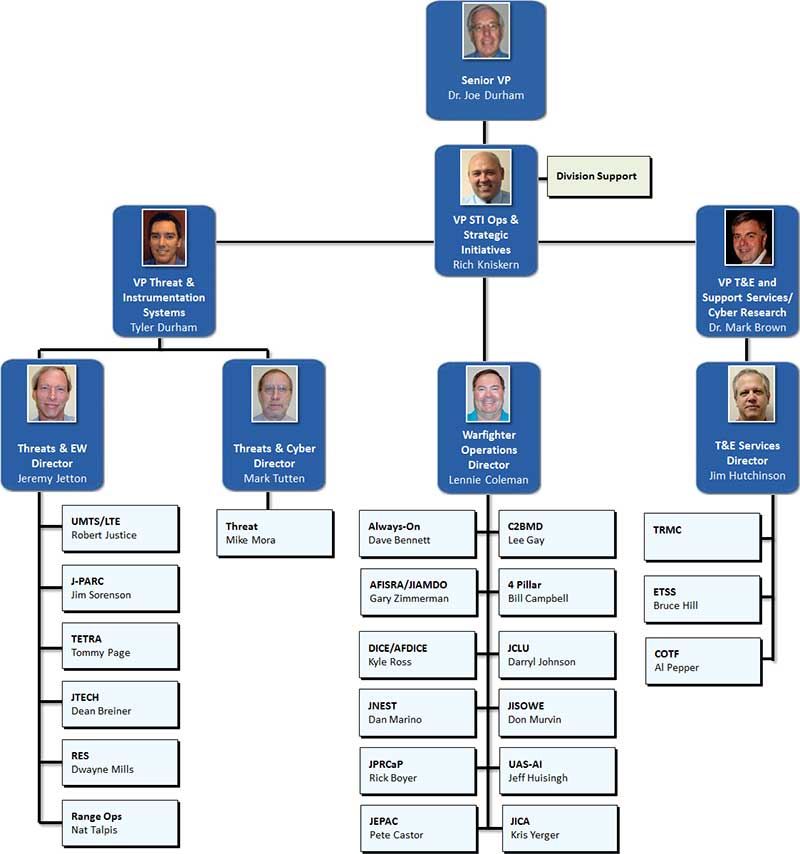 Senior VP
Dr. Joe Durham
VP STI Ops &
Strategic
Initiatives
Rich Kniskern
Division Support
VP Threat &
Instrumentation
Systems
Tyler Durham
VP T&E and
Support Services/
Cyber Research
Dr. Mark Brown
Threats & EW
Director
Jeremy Jetton
Threats & Cyber
Director
Mark Tutten
Warfighter
Operations
Director
Lennie Coleman
T&E Services
Director
Jim Hutchinson
UMTS/LTE
Robert Justice
J-PARC
Jim Sorenson
TETRA
Tommy Page
JTECH
Dean Breiner
RES
Dwayne Mills
Range Ops
Nat Talpis
Threat
Mike Mora
Always-On
Dave Bennett
AFISRA/JIAMDO
Gary Zimmerman
DICE/AFDICE
Kyle Ross
JNEST
Dan Marino
JPRCaP
Rick Boyer
JEPAC
Pete Castor
C2BMD
Lee Gay
4 Pillar
Bill Campbell
JCLU
Darryl Johnson
JISOWE
Don Murvin
UAS-AI
Jeff Huisingh
JICA
Kris Yerger
TRMC
ETSS
Bruce Hill
COTF
Al Pepper